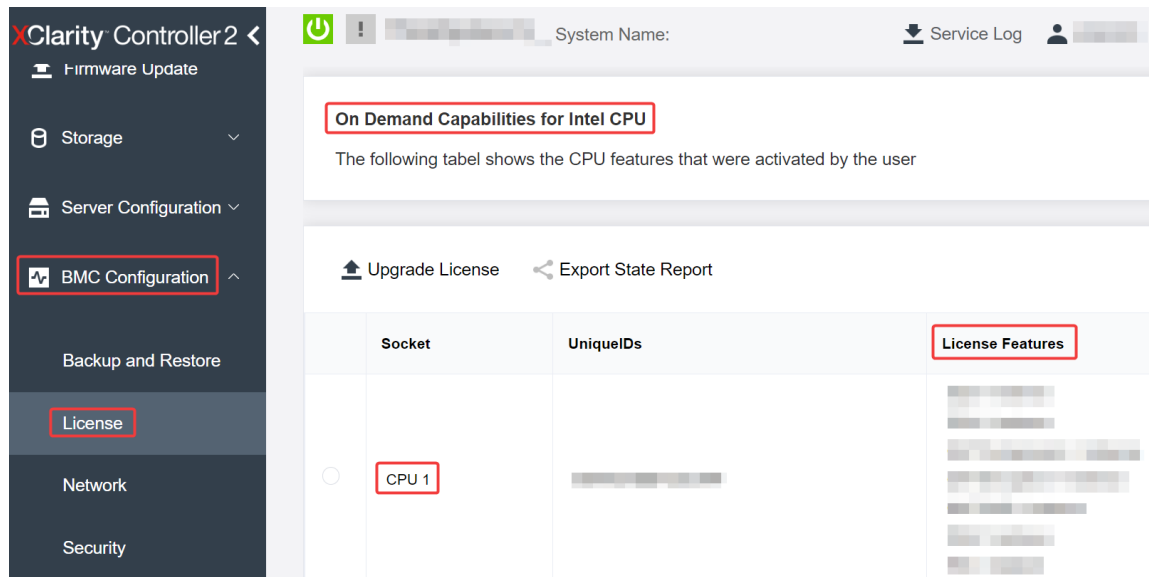 XClarity Controller 2
Firmware Update
Storage
Server Configuration
BMC Configuration
Backup and Restore
License
Network
Security
System Name:
Service Log
On Demand Capabilities for Intel CPU
The following tabel shows the CPU features that were activated by the user
Upgrade License
Export State Report
Socket
UniqueIDs
License Features
CPU 1